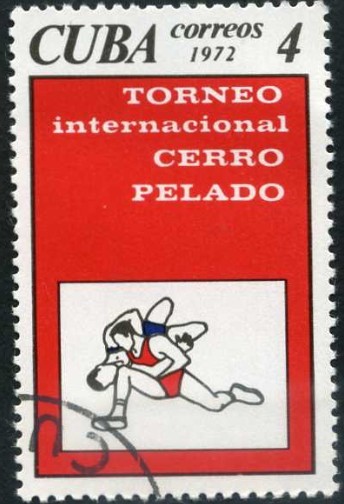 CUBA correos 1972 4
TORNEO
internacional
CERRO
PELADO